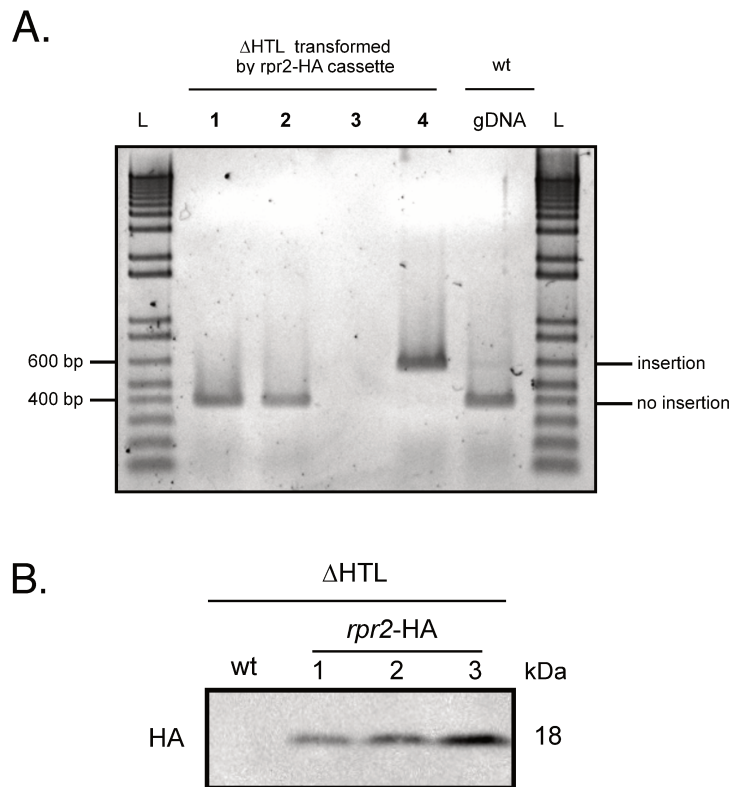 A.
ΔHTL transformed
by rpr2-HA cassette
wt
L 1 2 3 4 gDNA L
600 bp
insertion
400 bp
no insertion
B.
ΔHTL
rpr2-HA
wt 1 2 3 kDa
HA 18